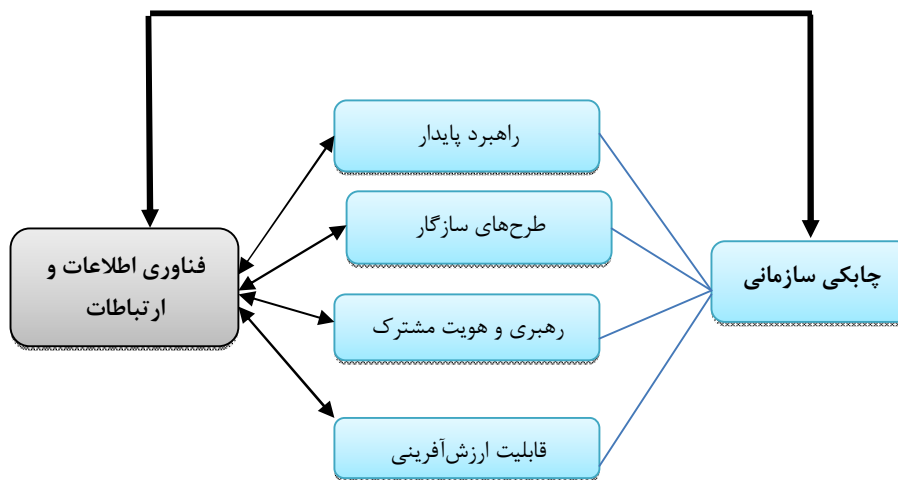 راهبرد پایدار
طرح‌های سازگار
فناوری اطلاعات و
ارتباطات
چابکی سازمانی
رهبری و هویت مشترک
قابلیت ارزش‌آفرینی